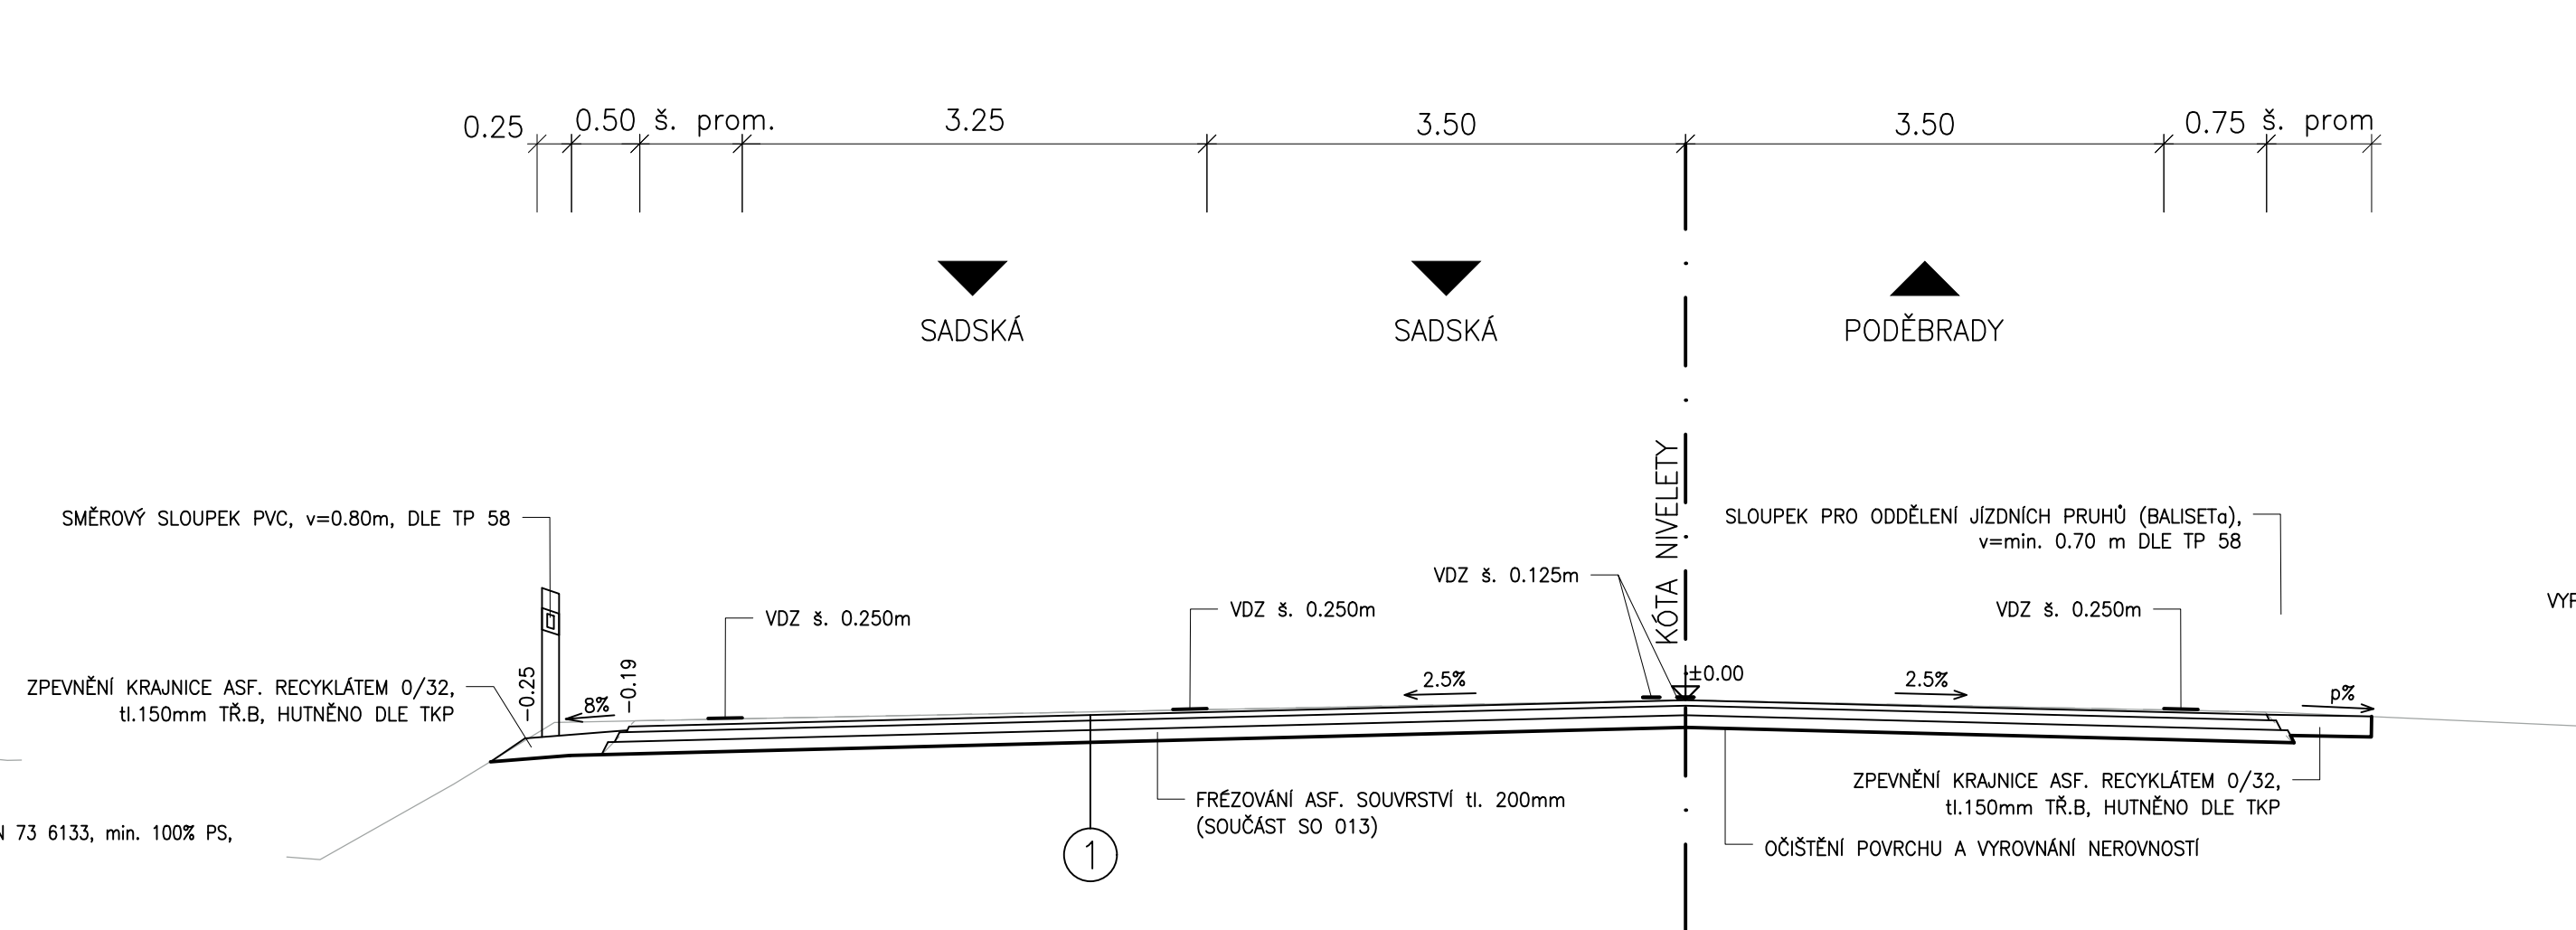 0.25
0.50 š. prom.
3.25
3.50
3.50
0.75 š. prom
SADSKÁ
SADSKÁ
PODĚBRADY
KÓTA NIVELETY
SMĚROVÝ SLOUPEK PVC, v=0.80m, DLE TP 58
SLOUPEK PRO ODDĚLENÍ JÍZDNÍCH PRUHŮ (BALISETa),
v=min. 0.70 m DLE TP 58
VDZ š. 0.250m
VDZ š. 0.250m
VDZ š. 0.125m
VDZ š. 0.250m
ZPEVNĚNÍ KRAJNICE ASF. RECYKLÁTEM 0/32,
tl.150mm TŘ.B, HUTNĚNO DLE TKP
-0.25
8%
-0.19
2.5%
±0.00
2.5%
p%
FRÉZOVÁNÍ ASF. SOUVRSTVÍ tl. 200mm
(SOUČÁST SO 013)
1
ZPEVNĚNÍ KRAJNICE ASF. RECYKLÁTEM 0/32,
tl.150mm TŘ.B, HUTNĚNO DLE TKP
OČIŠTĚNÍ POVRCHU A VYROVNÁNÍ NEROVNOSTÍ
N 73 6133, min. 100% PS,